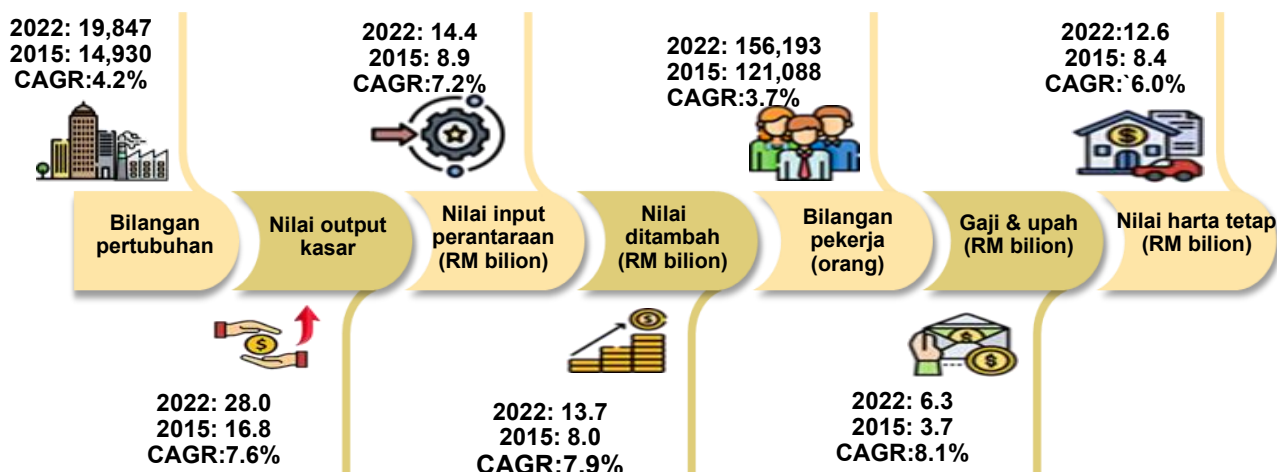 2022: 19,847
2015: 14,930
CAGR:4.2%
2022: 14.4
2015: 8.9
CAGR:7.2%
2022: 156,193
2015: 121,088
CAGR:3.7%
2022:12.6
2015: 8.4
CAGR:`6.0%
Bilangan
pertubuhan
Nilai output
kasar
Nilai input
perantaraan
(RM bilion)
Nilai
ditambah
(RM bilion)
Bilangan
pekerja
(orang)
Gaji & upah
(RM bilion)
Nilai harta tetap
(RM bilion)
2022: 28.0
2015: 16.8
CAGR:7.6%
2022: 13.7
2015: 8.0
CAGR:7.9%
2022: 6.3
2015: 3.7
CAGR:8.1%